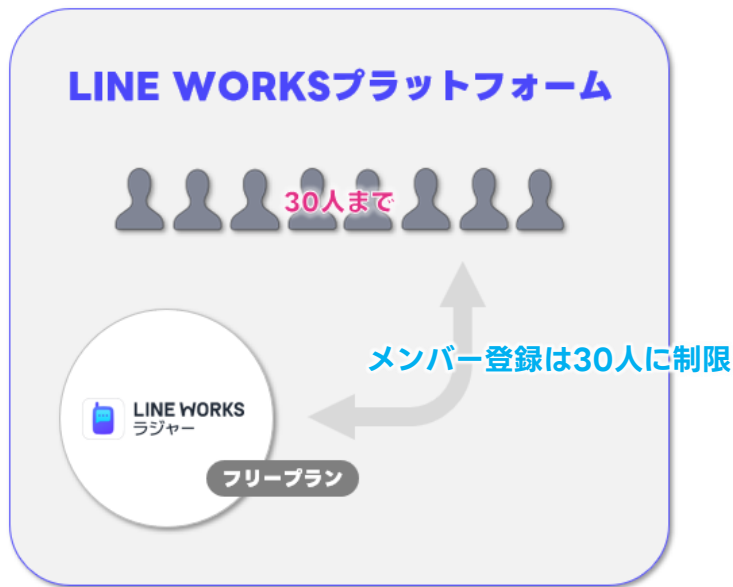 LINE WORKSプラットフォーム
30人まで
メンバー登録は30人に制限
LINE WORKS
ラジャー
フリープラン